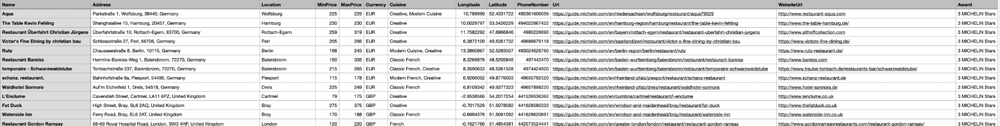 Name Address Location MinPrice MaxPrice Currency Cuisine Longitude Latitude PhoneNumber Url WebsiteUrl Award
Aqua Parkstraße 1, Wolfsburg, 38440, Germany Wolfsburg 225 225 EUR Creative, Modern Cuisine 10.789999 52.4331722 495361606056 https://guide.michelin.com/en/niedersachsen/wolfsburg/restaurant/aqua79029 http://www.restaurant-aqua.com 3 MICHELIN Stars
The Table Kevin Fehling Shanghaiallee 15, Hamburg, 20457, Germany Hamburg 230 230 EUR Creative 10.0029797 53.5426229 494022867422 https://guide.michelin.com/en/hamburg-region/hamburg/restaurant/the-table-kevin-fehling http://www.the-table-hamburg.de/ 3 MICHELIN Stars
Restaurant Überfahrt Christian Jürgens Überfahrtstraße 10, Rottach-Egern, 83700, Germany Rottach-Egern 259 319 EUR Creative 11.7582292 47.6966846 4980226690 https://guide.michelin.com/en/bayern/rottach-egern/restaurant/restaurant-uberfahrt-christian-jurgens http://www.althoffcollection.com 3 MICHELIN Stars
Victor's Fine Dining by christian bau Schlossstraße 27, Perl, 66706, Germany Perl 205 295 EUR Creative 6.3872109 49.5351732 49686679118 https://guide.michelin.com/en/saarland/perl/restaurant/victor-s-fine-dining-by-christian-bau https://www.victors-fine-dining.de/ 3 MICHELIN Stars
Rutz Chausseestraße 8, Berlin, 10115, Germany Berlin 198 245 EUR Modern Cuisine, Creative 13.3860867 52.5283507 493024628760 https://guide.michelin.com/en/berlin-region/berlin/restaurant/rutz https://www.rutz-restaurant.de/ 3 MICHELIN Stars
Restaurant Bareiss Hermine-Bareiss-Weg 1, Baiersbronn, 72270, Germany Baiersbronn 150 335 EUR Classic French 8.3269876 48.5205845 497442470 https://guide.michelin.com/en/baden-wurttemberg/baiersbronn/restaurant/restaurant-bareiss http://www.bareiss.com 3 MICHELIN Stars
temporaire - Schwarzwaldstube Tonbachstraße 237, Baiersbronn, 72270, Germany Baiersbronn 215 265 EUR Classic French, Creative 8.3590633 48.5361528 4974424920 https://guide.michelin.com/en/baden-wurttemberg/baiersbronn/restaurant/temporaire-schwarzwaldstube https://www.traube-tonbach.de/restaurants-bar/schwarzwaldstube/ 3 MICHELIN Stars
schanz. restaurant. Bahnhofstraße 8a, Piesport, 54498, Germany Piesport 115 178 EUR Modern French, Creative 6.9266002 49.8776003 49650792520 https://guide.michelin.com/en/rheinland-pfalz/piesport/restaurant/schanz-restaurant http://www.schanz-restaurant.de 3 MICHELIN Stars
Waldhotel Sonnora Auf'm Eichelfeld 1, Dreis, 54518, Germany Dreis 225 249 EUR Classic French 6.8109342 49.9377323 49657898220 https://guide.michelin.com/en/rheinland-pfalz/dreis/restaurant/waldhotel-sonnora http://www.hotel-sonnora.de 3 MICHELIN Stars
L'Enclume Cavendish Street, Cartmel, LA11 6PZ, United Kingdom Cartmel 79 175 GBP Creative -2.9538566 54.2017254 441539536362 https://guide.michelin.com/en/cumbria/cartmel/restaurant/l-enclume http://www.lenclume.co.uk 3 MICHELIN Stars
Fat Duck High Street, Bray, SL6 2AQ, United Kingdom Bray 275 375 GBP Creative -0.7017529 51.5078582 441628580333 https://guide.michelin.com/en/windsor-and-maidenhead/bray/restaurant/fat-duck http://www.thefatduck.co.uk 3 MICHELIN Stars
Waterside Inn Ferry Road, Bray, SL6 2AT, United Kingdom Bray 170 188 GBP Classic French -0.6994376 51.5091092 441628620691 https://guide.michelin.com/en/windsor-and-maidenhead/bray/restaurant/waterside-inn http://www.waterside-inn.co.uk 3 MICHELIN Stars
Restaurant Gordon Ramsay 68-69 Royal Hospital Road, London, SW3 4HP, United Kingdom London 120 220 GBP French -0.1621766 51.4854381 442073524441 https://guide.michelin.com/en/greater-london/london/restaurant/restaurant-gordon-ramsay https://www.gordonramsayrestaurants.com/restaurant-gordon-ramsay/ 3 MICHELIN Stars